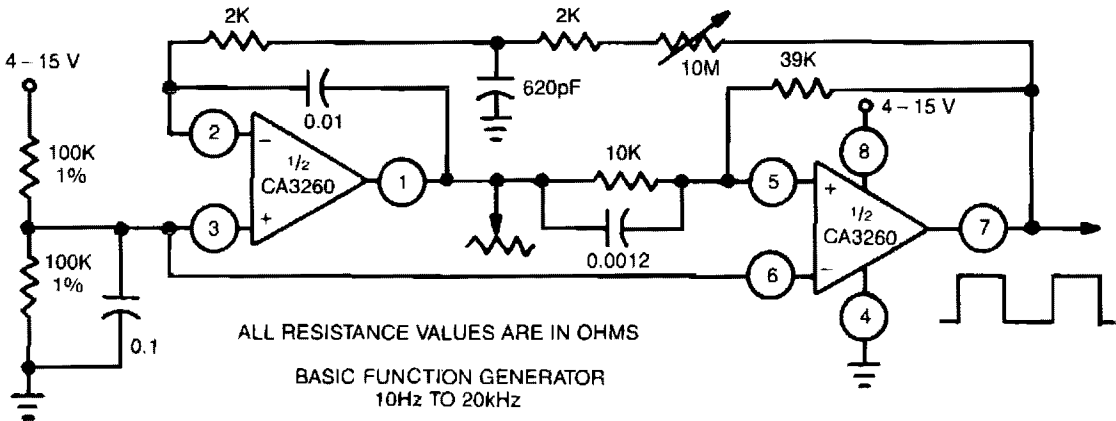 2K
2K
10M
39K
620pF
4 – 15 V
4 – 15 V
0.01
2
–
1/2
CA3260
+
3
1
8
100K
1%
10K
5
+
1/2
CA3260
–
7
6
4
0.0012
100K
1%
0.1
ALL RESISTANCE VALUES ARE IN OHMS
BASIC FUNCTION GENERATOR
10Hz TO 20kHz